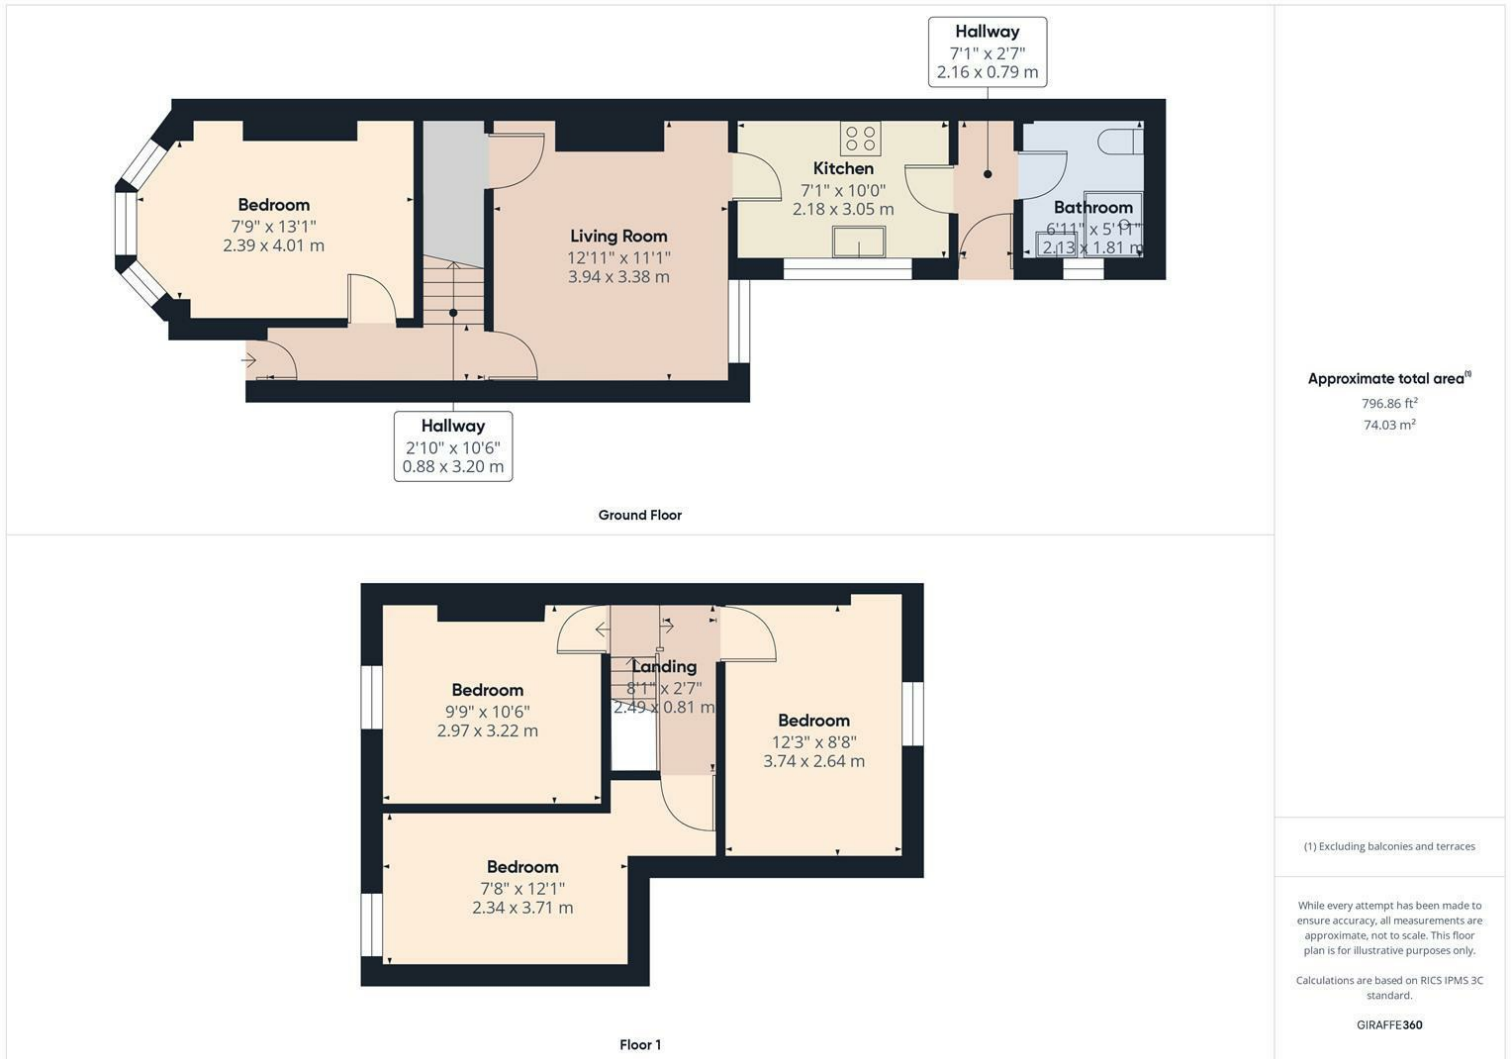 Hallway
7'1" x 2'7"
2.16 x 0.79 m
Bedroom
7'9" x 13'1"
2.39 x 4.01 m
Living Room
12'11" x 11'1"
3.94 x 3.38 m
Kitchen
7'1" x 10'0"
2.18 x 3.05 m
Bathroom
6'11" x 5'11"
2.13 x 1.81 m
Hallway
2'10" x 10'6"
0.88 x 3.20 m
Ground Floor
Bedroom
9'9" x 10'6"
2.97 x 3.22 m
Landing
8'1" x 2'7"
2.49 x 0.81 m
Bedroom
12'3" x 8'8"
3.74 x 2.64 m
Bedroom
7'8" x 12'1"
2.34 x 3.71 m
Floor 1
Approximate total area(1)
796.86 ft²
74.03 m²
(1) Excluding balconies and terraces
While every attempt has been made to
ensure accuracy, all measurements are
approximate, not to scale. This floor
plan is for illustrative purposes only.
Calculations are based on RICS IPMS 3C
standard.
GIRAFFE360